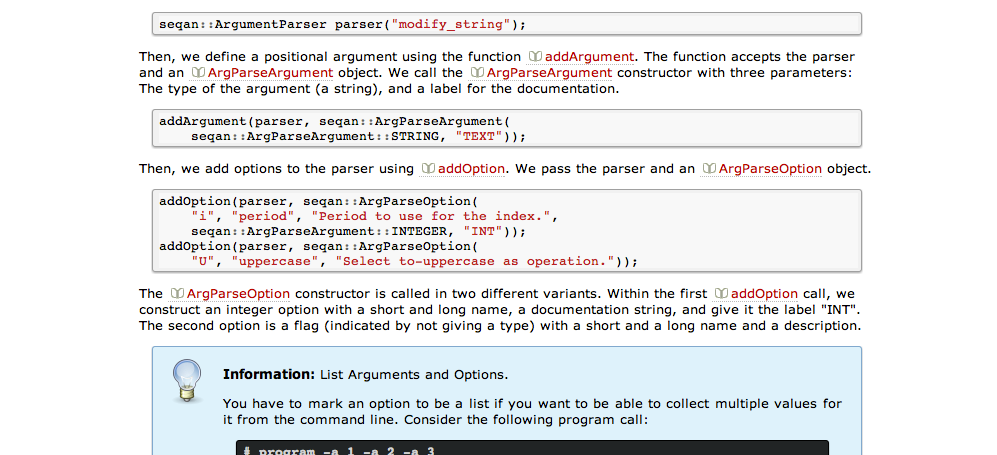 seqan::ArgumentParser parser("modify_string");
Then, we define a positional argument using the function addArgument. The function accepts the parser
and an ArgParseArgument object. We call the ArgParseArgument constructor with three parameters:
The type of the argument (a string), and a label for the documentation.
addArgument(parser, seqan::ArgParseArgument(
    seqan::ArgParseArgument::STRING, "TEXT"));
Then, we add options to the parser using addOption. We pass the parser and an ArgParseOption object.
addOption(parser, seqan::ArgParseOption(
    "i", "period", "Period to use for the index.",
    seqan::ArgParseArgument::INTEGER, "INT"));
addOption(parser, seqan::ArgParseOption(
    "U", "uppercase", "Select to-uppercase as operation."));
The ArgParseOption constructor is called in two different variants. Within the first addOption call, we
construct an integer option with a short and long name, a documentation string, and give it the label "INT".
The second option is a flag (indicated by not giving a type) with a short and a long name and a description.
Information: List Arguments and Options.
You have to mark an option to be a list if you want to be able to collect multiple values for
it from the command line. Consider the following program call:
# program -a 1 -a 2 -a 3